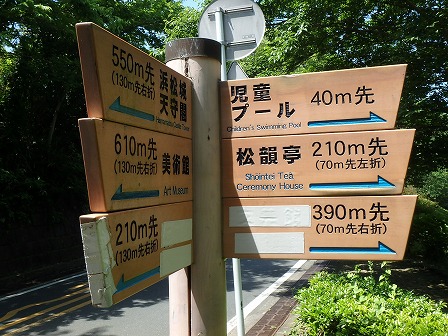 550m先
(130m先右折)
浜松城
天守閣
Hamamatsu Castle Tower
610m先
(130m先右折)
美術館
Art Museum
210m先
(130m先右折)
児童
プール
40m先
Children's Swimming Pool
松韻亭
210m先
(70m先左折)
Shointei Tea
Ceremony House
390m先
(70m先右折)